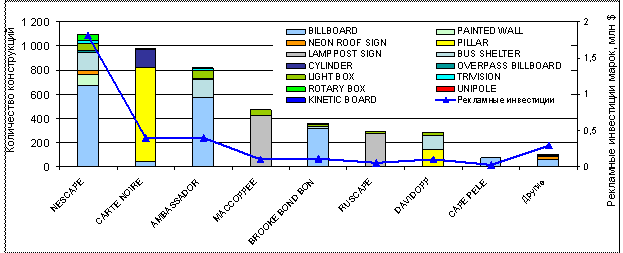 Количество конструкций
1 200
1 000
800
600
400
200
0
BILLBOARD
NEON ROOF SIGN
LAMP POST SIGN
CYLINDER
LIGHT BOX
ROTARY BOX
KINETIC BOARD
PAINTED WALL
PILLAR
BUS SHELTER
OVERPASS BILLBOARD
TRIVISION
UNIPOLE
Рекламные инвестиции
2
1,5
1
0,5
0
Рекламные инвестиции марок, млн $
NESCAFE
CARTE NOIRE
AMBASSADOR
MACCOFFEE
BROOKE BOND BON
RUSCAFE
DAVIDOFF
CAFE PELE
Другие